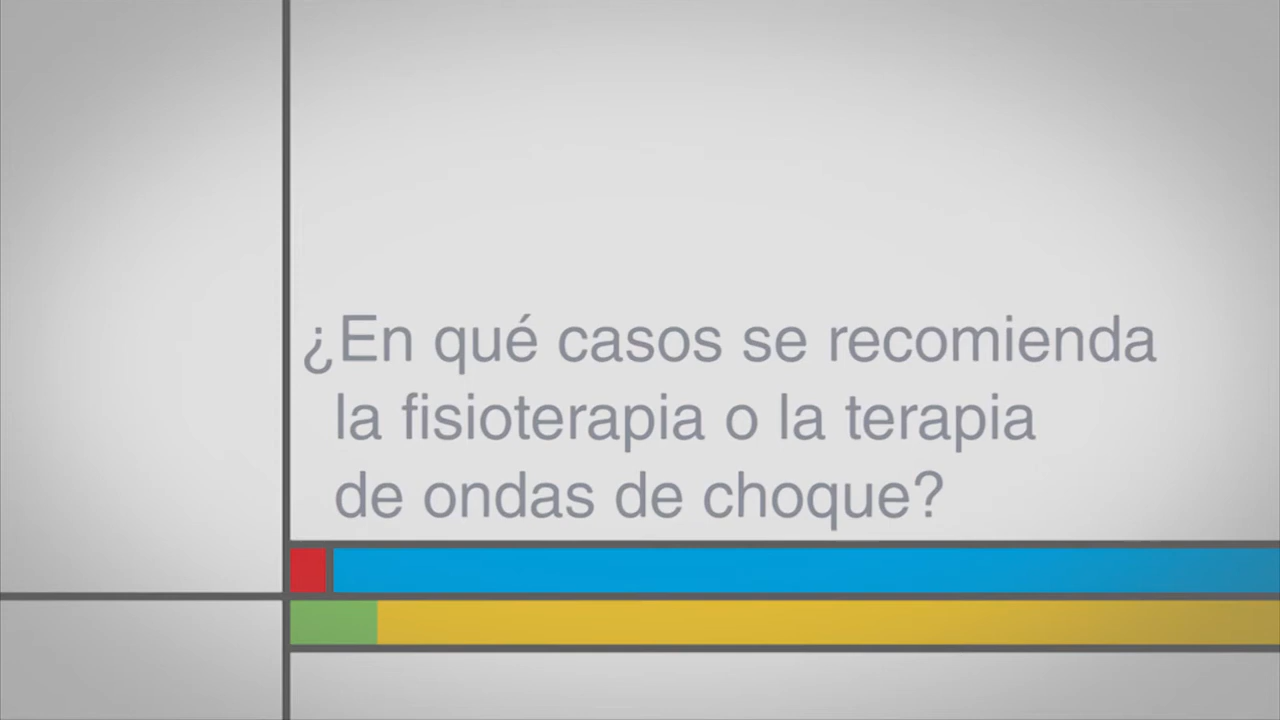 ¿En qué casos se recomienda
la fisioterapia o la terapia
de ondas de choque?